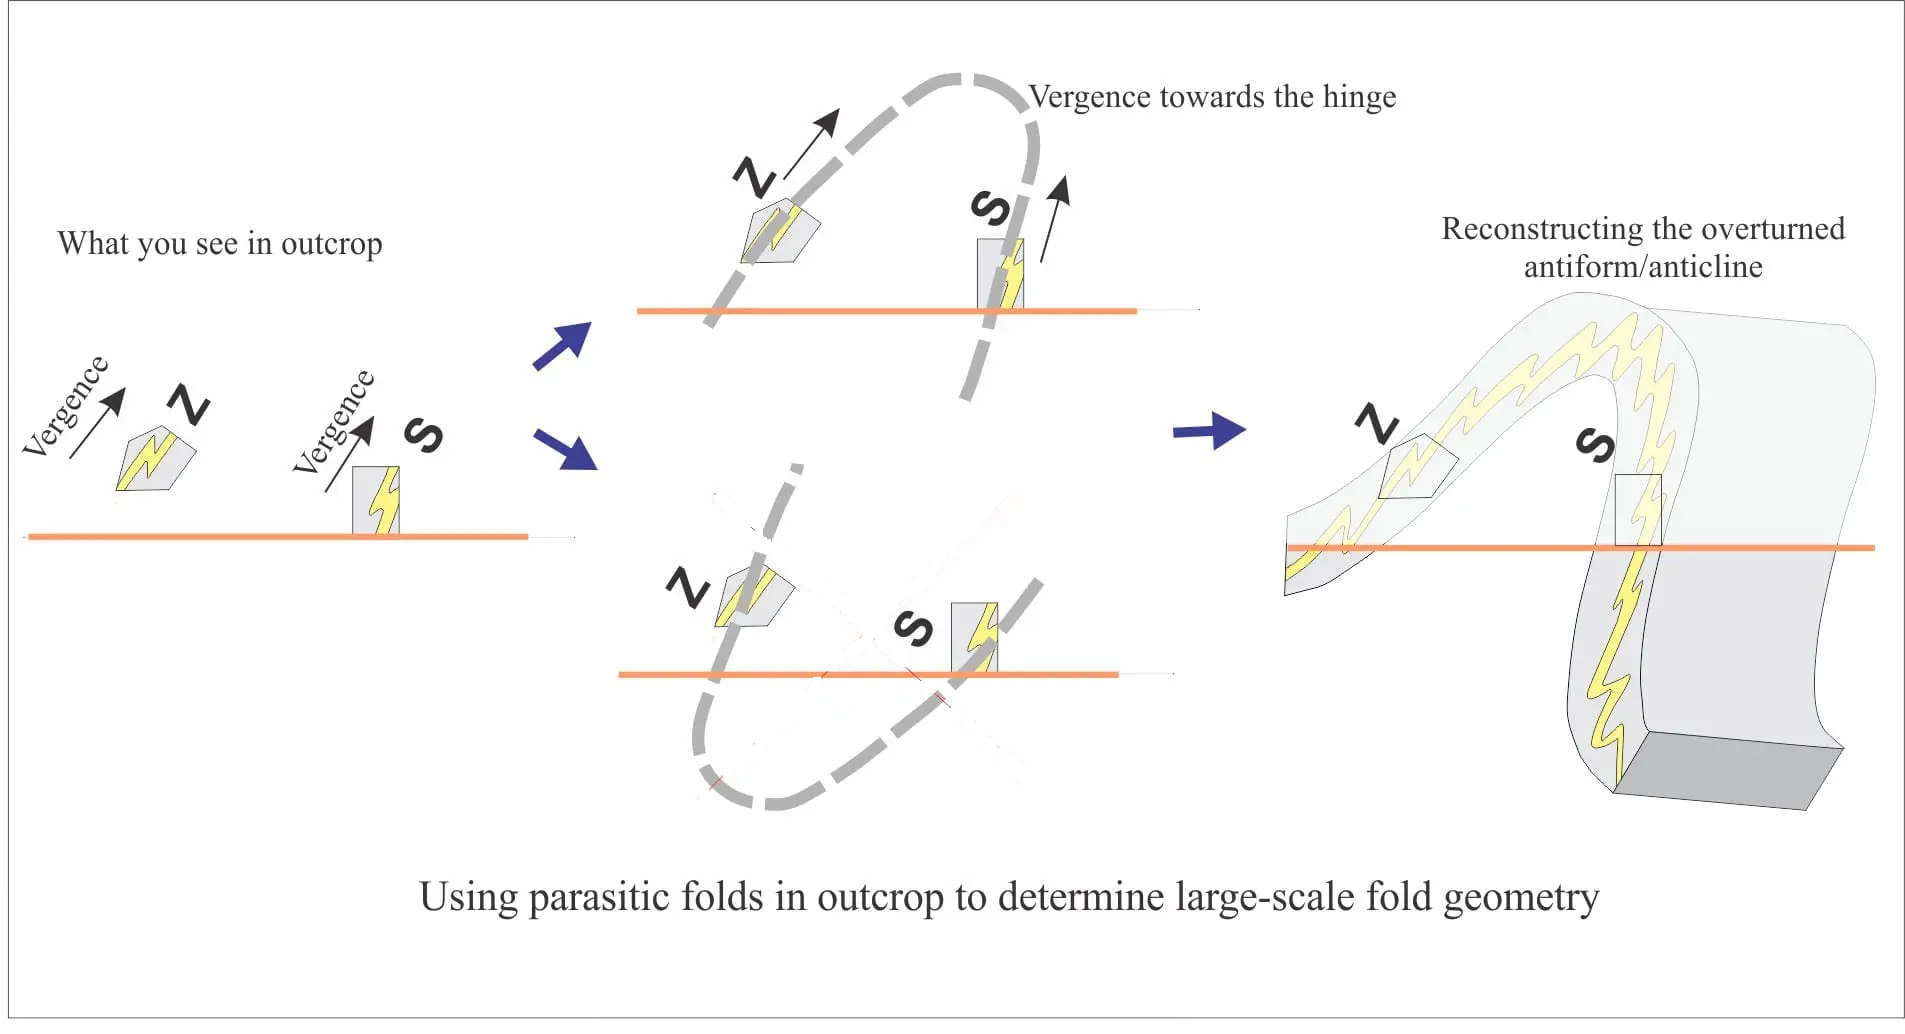 What you see in outcrop
Vergence
Z
Vergence
S
Z
Vergence towards the hinge
S
Z
S
Reconstructing the overturned
antiform/anticline
Z
S
Using parasitic folds in outcrop to determine large-scale fold geometry